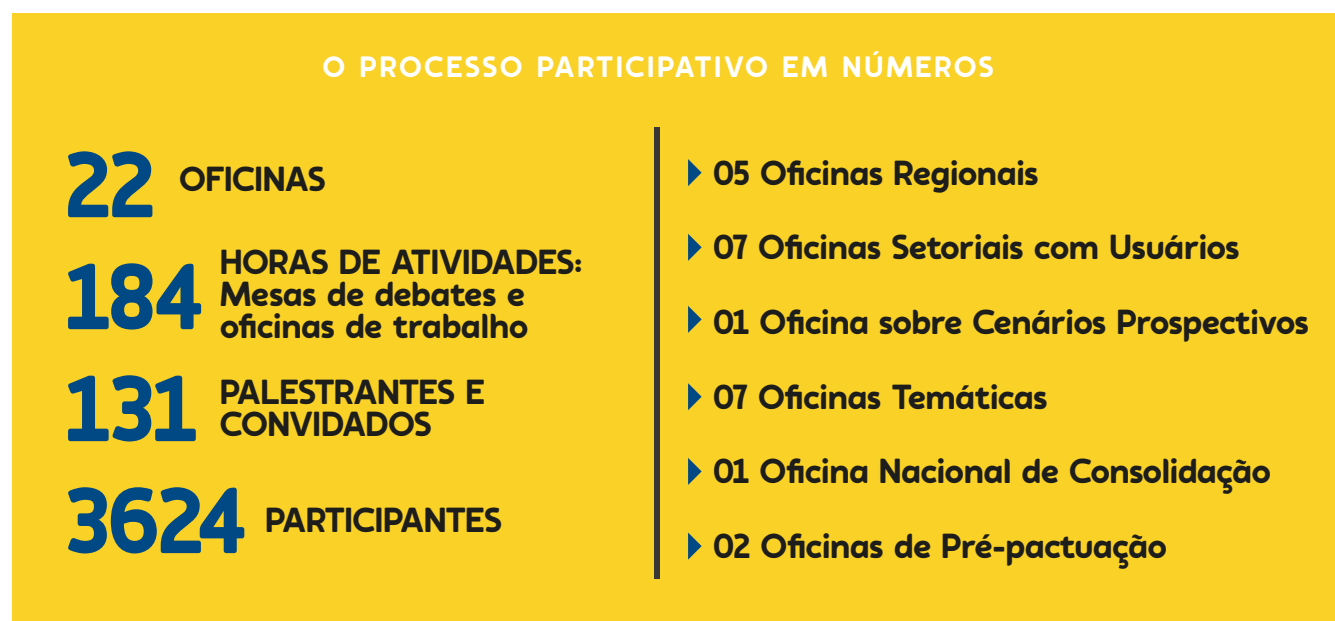 O PROCESSO PARTICIPATIVO EM NÚMEROS
22 OFICINAS
184 HORAS DE ATIVIDADES:
Mesas de debates e
oficinas de trabalho
131 PALESTRANTES E
CONVIDADOS
3624 PARTICIPANTES
05 Oficinas Regionais
07 Oficinas Setoriais com Usuários
01 Oficina sobre Cenários Prospectivos
07 Oficinas Temáticas
01 Oficina Nacional de Consolidação
02 Oficinas de Pré-pactuação